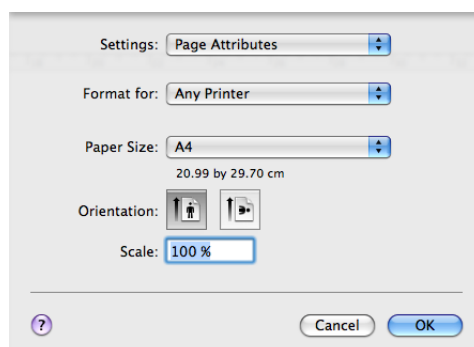 Settings: Page Attributes
Format for: Any Printer
Paper Size: A4
20.99 by 29.70 cm
Orientation:
Scale: 100 %
? Cancel OK